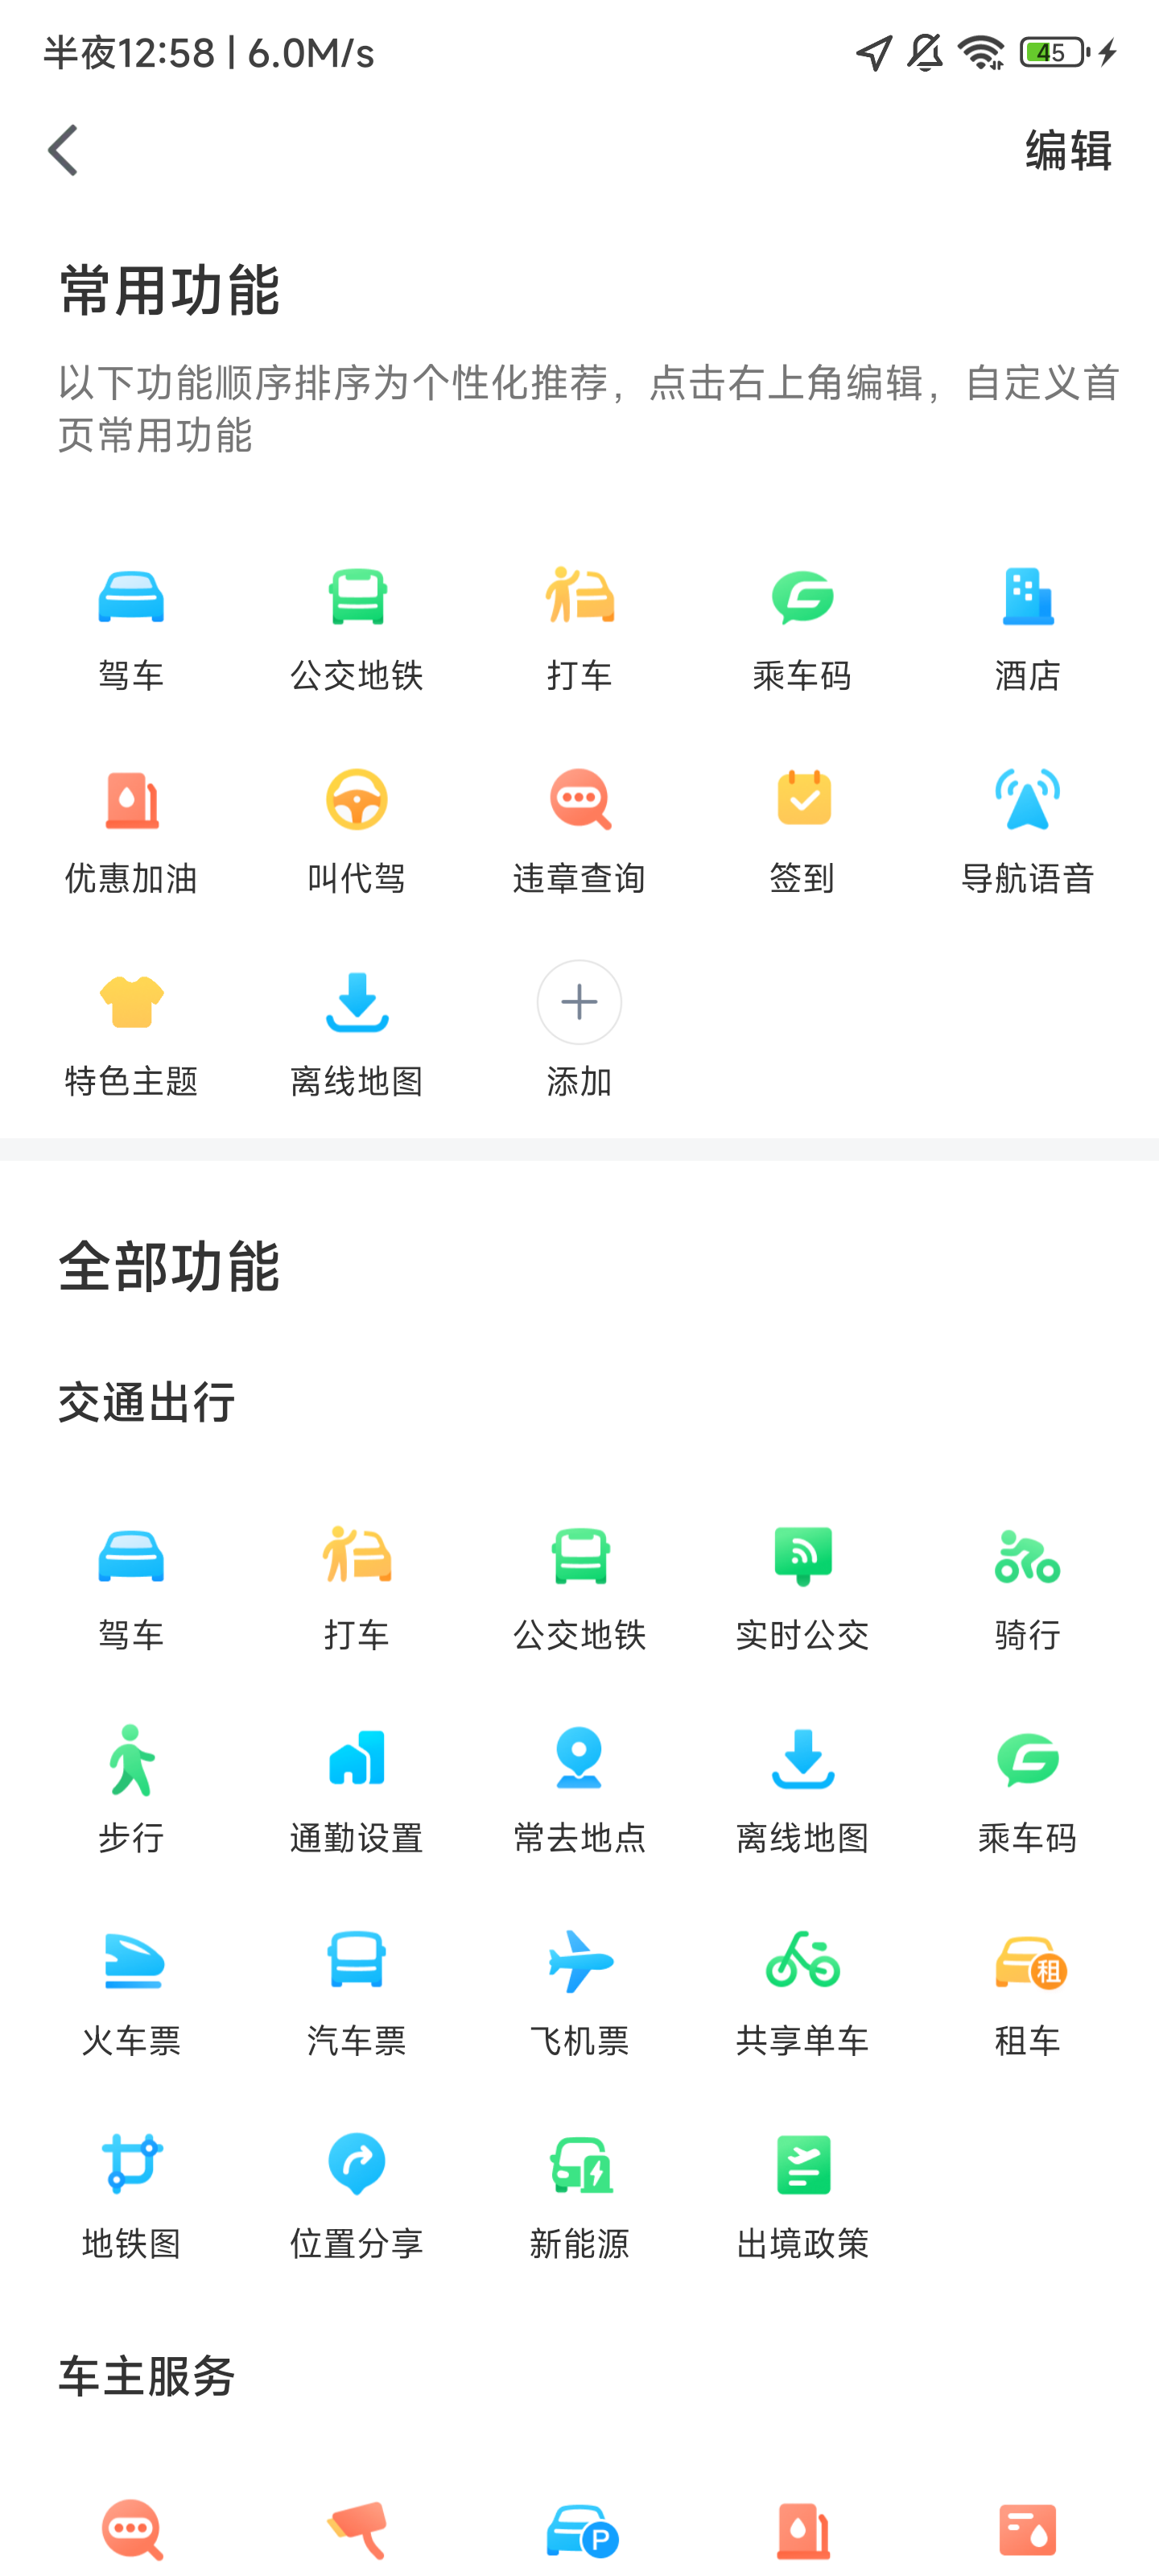 半夜12:58 | 6.0M/s
45
编辑
常用功能
以下功能顺序排序为个性化推荐，点击右上角编辑，自定义首
页常用功能
驾车 公交地铁 打车 乘车码 酒店
优惠加油 叫代驾 违章查询 签到 导航语音
特色主题 离线地图 添加
全部功能
交通出行
驾车 打车 公交地铁 实时公交 骑行
步行 通勤设置 常去地点 离线地图 乘车码
租
火车票 汽车票 飞机票 共享单车 租车
地铁图 位置分享 新能源 出境政策
车主服务
P